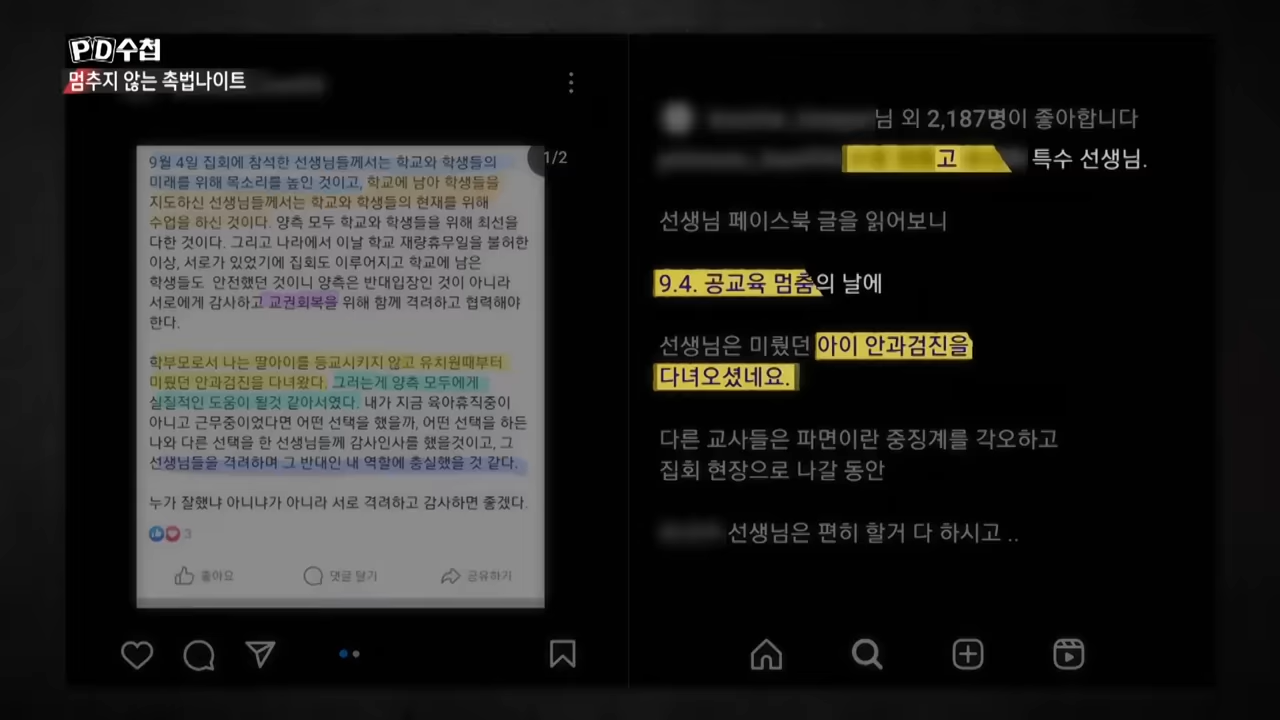 PD수첩
멈추지 않는 촉법나이트
1/2
9월 4일 집회에 참석한 선생님들께서는 학교와 학생들의
미래를 위해 목소리를 높인 것이고, 학교에 남아 학생들을
지도하신 선생님들께서는 학교와 학생들의 현재를 위해
수업을 하신 것이다. 양측 모두 학교와 학생들을 위해 최선을
다한 것이다. 그리고 나라에서 이날 학교 재량휴무일을 불허한
이상, 서로가 있었기에 집회도 이루어지고 학교에 남은
학생들도 안전했던 것이니 양측은 반대입장인 것이 아니라
서로에게 감사하고 교권회복을 위해 함께 격려하고 협력해야
한다.
학부모로서 나는 딸아이를 등교시키지 않고 유치원때부터
미뤘던 안과검진을 다녀왔다. 그러는게 양측 모두에게
실질적인 도움이 될것 같아서였다. 내가 지금 육아휴직중이
아니고 근무중이었다면 어떤 선택을 했을까, 어떤 선택을 하든
나와 다른 선택을 한 선생님들께 감사인사를 했을것이고, 그
선생님들을 격려하며 그 반대인 내 역할에 충실했을 것 같다.
누가 잘했냐 아니냐가 아니라 서로 격려하고 감사하면 좋겠다.
3
좋아요 댓글 달기 공유하기
님 외 2,187명이 좋아합니다
고 특수 선생님.
선생님 페이스북 글을 읽어보니
9.4. 공교육 멈춤의 날에
선생님은 미뤘던 아이 안과검진을
다녀오셨네요.
다른 교사들은 파면이란 중징계를 각오하고
집회 현장으로 나갈 동안
선생님은 편히 할거 다 하시고 ..